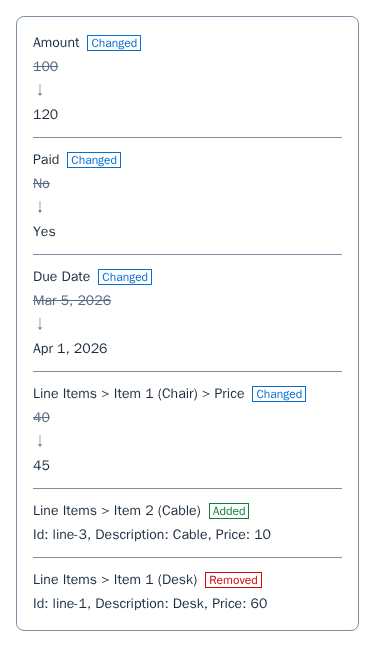 Amount Changed
100
↓
120
Paid Changed
No
↓
Yes
Due Date Changed
Mar 5, 2026
↓
Apr 1, 2026
Line Items > Item 1 (Chair) > Price Changed
40
↓
45
Line Items > Item 2 (Cable) Added
Id: line-3, Description: Cable, Price: 10
Line Items > Item 1 (Desk) Removed
Id: line-1, Description: Desk, Price: 60